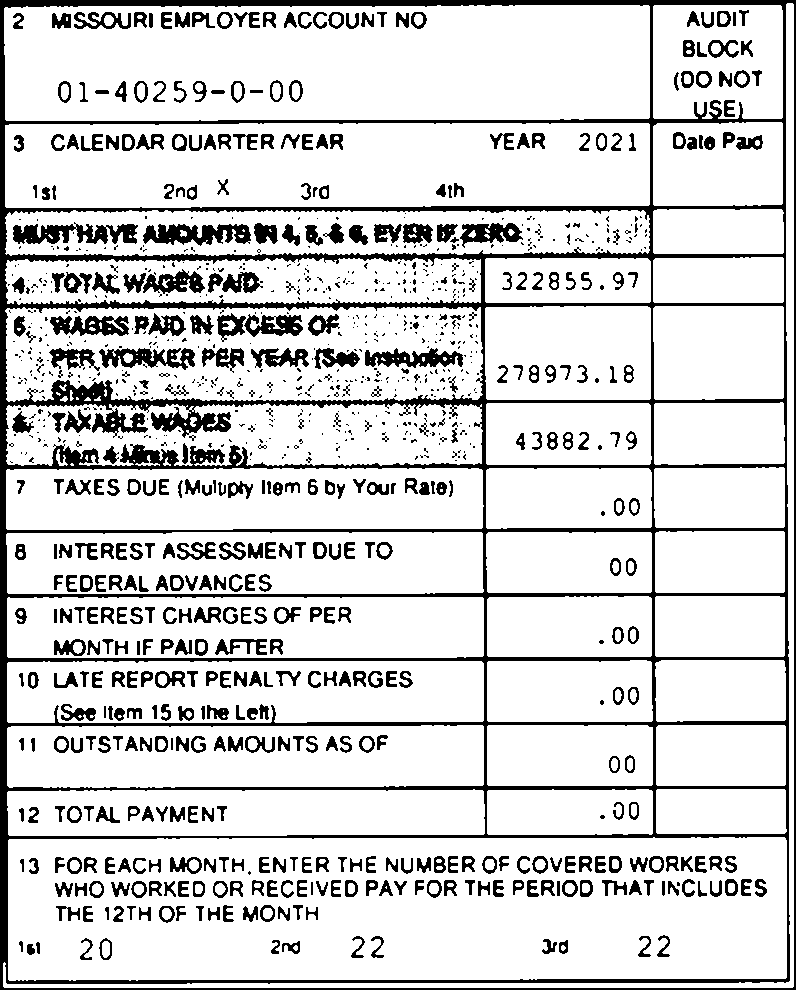 2 MISSOURI EMPLOYER ACCOUNT NO
01-40259-0-00
AUDIT
BLOCK
(DO NOT
USE)
3 CALENDAR QUARTER /YEAR YEAR 2021
Date Paid
1st 2nd X 3rd 4th
MUST HAVE AMOUNTS IN 4, 5, & 6, EVEN IF ZERO
4. TOTAL WAGES PAID 322855.97
5. WAGES PAID IN EXCESS OF
PER WORKER PER YEAR (See Instruction
Sheet) 278973.18
6. TAXABLE WAGES
(Item 4 Minus Item 5) 43882.79
7 TAXES DUE (Multiply Item 6 by Your Rate)
.00
8 INTEREST ASSESSMENT DUE TO
FEDERAL ADVANCES 00
9 INTEREST CHARGES OF PER
MONTH IF PAID AFTER .00
10 LATE REPORT PENALTY CHARGES
(See Item 15 to the Left) .00
11 OUTSTANDING AMOUNTS AS OF
00
12 TOTAL PAYMENT .00
13 FOR EACH MONTH, ENTER THE NUMBER OF COVERED WORKERS
WHO WORKED OR RECEIVED PAY FOR THE PERIOD THAT INCLUDES
THE 12TH OF THE MONTH
1st 20 2nd 22 3rd 22